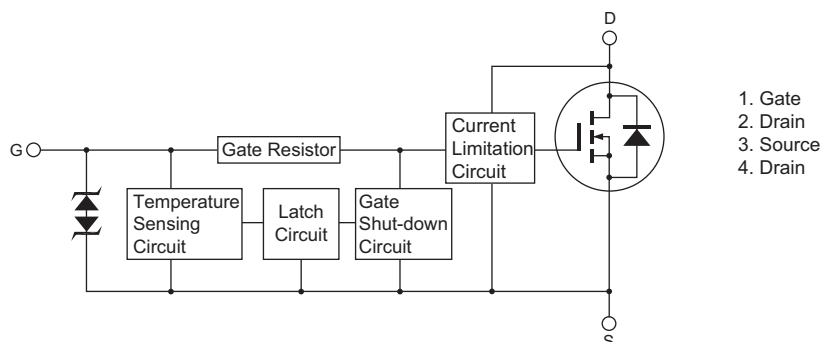 D
1. Gate
2. Drain
3. Source
4. Drain
G
Gate Resistor
Current
Limitation
Circuit
Temperature
Sensing
Circuit
Latch
Circuit
Gate
Shut-down
Circuit
S